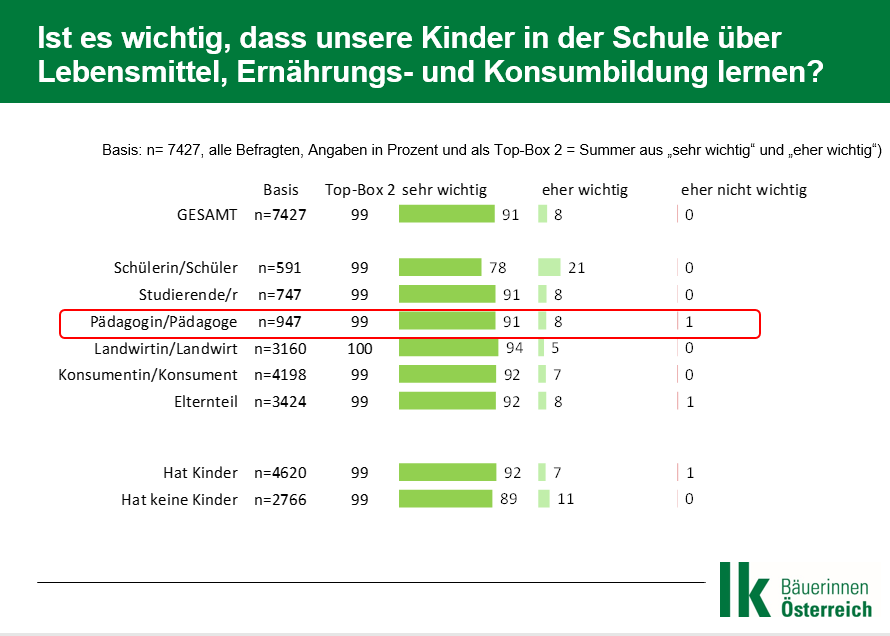 Ist es wichtig, dass unsere Kinder in der Schule über
Lebensmittel, Ernährungs- und Konsumbildung lernen?
Basis: n= 7427, alle Befragten, Angaben in Prozent und als Top-Box 2 = Summer aus „sehr wichtig“ und „eher wichtig“)
Basis Top-Box 2 sehr wichtig eher wichtig eher nicht wichtig
GESAMT n=7427 99 91 8 0
Schülerin/Schüler n=591 99 78 21 0
Studierende/r n=747 99 91 8 0
Pädagogin/Pädagoge n=947 99 91 8 1
Landwirtin/Landwirt n=3160 100 94 5 0
Konsumentin/Konsument n=4198 99 92 7 0
Elternteil n=3424 99 92 8 1
Hat Kinder n=4620 99 92 7 1
Hat keine Kinder n=2766 99 89 11 0
lk Bäuerinnen
Österreich